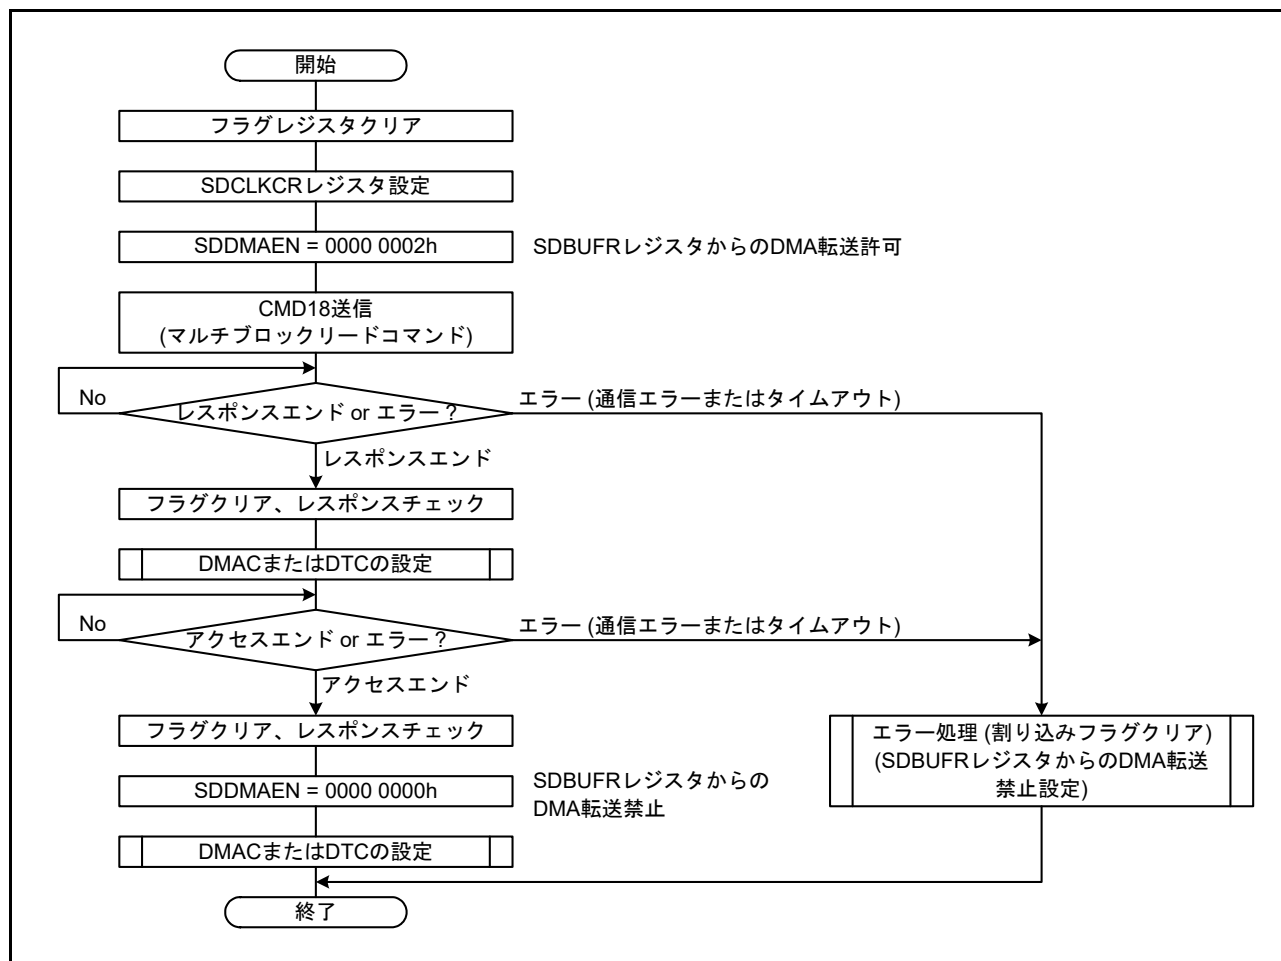 開始
フラグレジスタクリア
SDCLKCRレジスタ設定
SDDMAEN = 0000 0002h
SDBUFRレジスタからのDMA転送許可
CMD18送信
(マルチブロックリードコマンド)
No
レスポンスエンド or エラー ?
エラー (通信エラーまたはタイムアウト)
レスポンスエンド
フラグクリア、レスポンスチェック
DMACまたはDTCの設定
No
アクセスエンド or エラー ?
エラー (通信エラーまたはタイムアウト)
アクセスエンド
フラグクリア、レスポンスチェック
エラー処理 (割り込みフラグクリア)
(SDBUFRレジスタからのDMA転送
禁止設定)
SDDMAEN = 0000 0000h
SDBUFRレジスタからの
DMA転送禁止
DMACまたはDTCの設定
終了